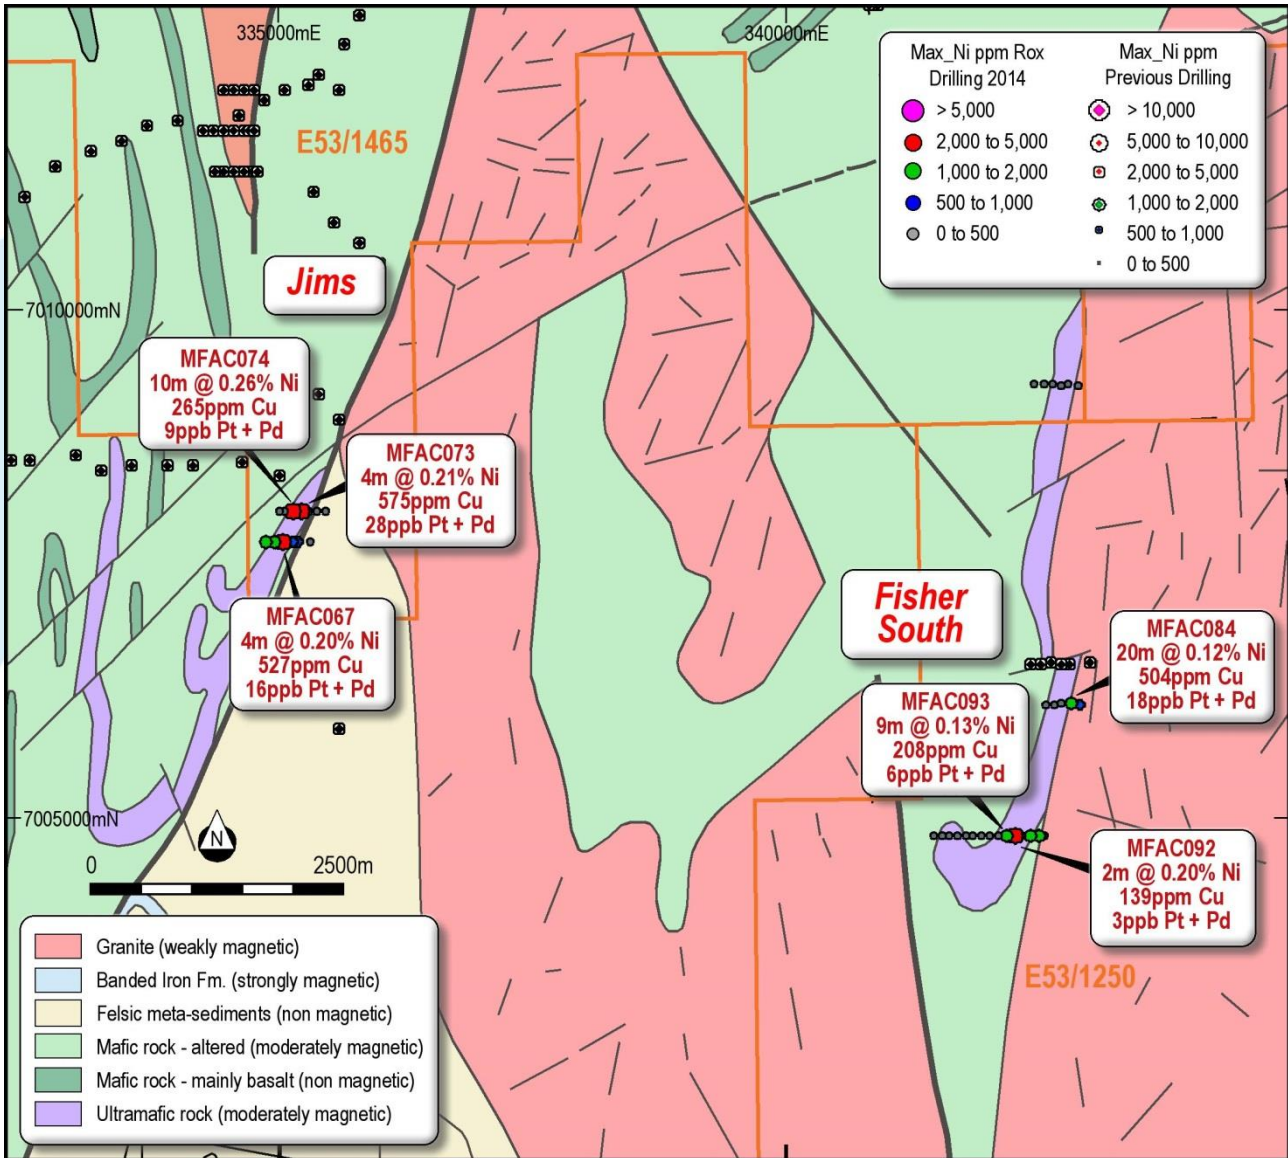 335000mE
340000mE
E53/1465
Max_Ni ppm Rox
Drilling 2014
> 5,000
2,000 to 5,000
1,000 to 2,000
500 to 1,000
0 to 500
Max_Ni ppm
Previous Drilling
> 10,000
5,000 to 10,000
2,000 to 5,000
1,000 to 2,000
500 to 1,000
0 to 500
Jims
7010000mN
MFAC074
10m @ 0.26% Ni
265ppm Cu
9ppb Pt + Pd
MFAC073
4m @ 0.21% Ni
575ppm Cu
28ppb Pt + Pd
MFAC067
4m @ 0.20% Ni
527ppm Cu
16ppb Pt + Pd
Fisher
South
MFAC084
20m @ 0.12% Ni
504ppm Cu
18ppb Pt + Pd
MFAC093
9m @ 0.13% Ni
208ppm Cu
6ppb Pt + Pd
MFAC092
2m @ 0.20% Ni
139ppm Cu
3ppb Pt + Pd
7005000mN
N
0
2500m
E53/1250
Granite (weakly magnetic)
Banded Iron Fm. (strongly magnetic)
Felsic meta-sediments (non magnetic)
Mafic rock - altered (moderately magnetic)
Mafic rock - mainly basalt (non magnetic)
Ultramafic rock (moderately magnetic)